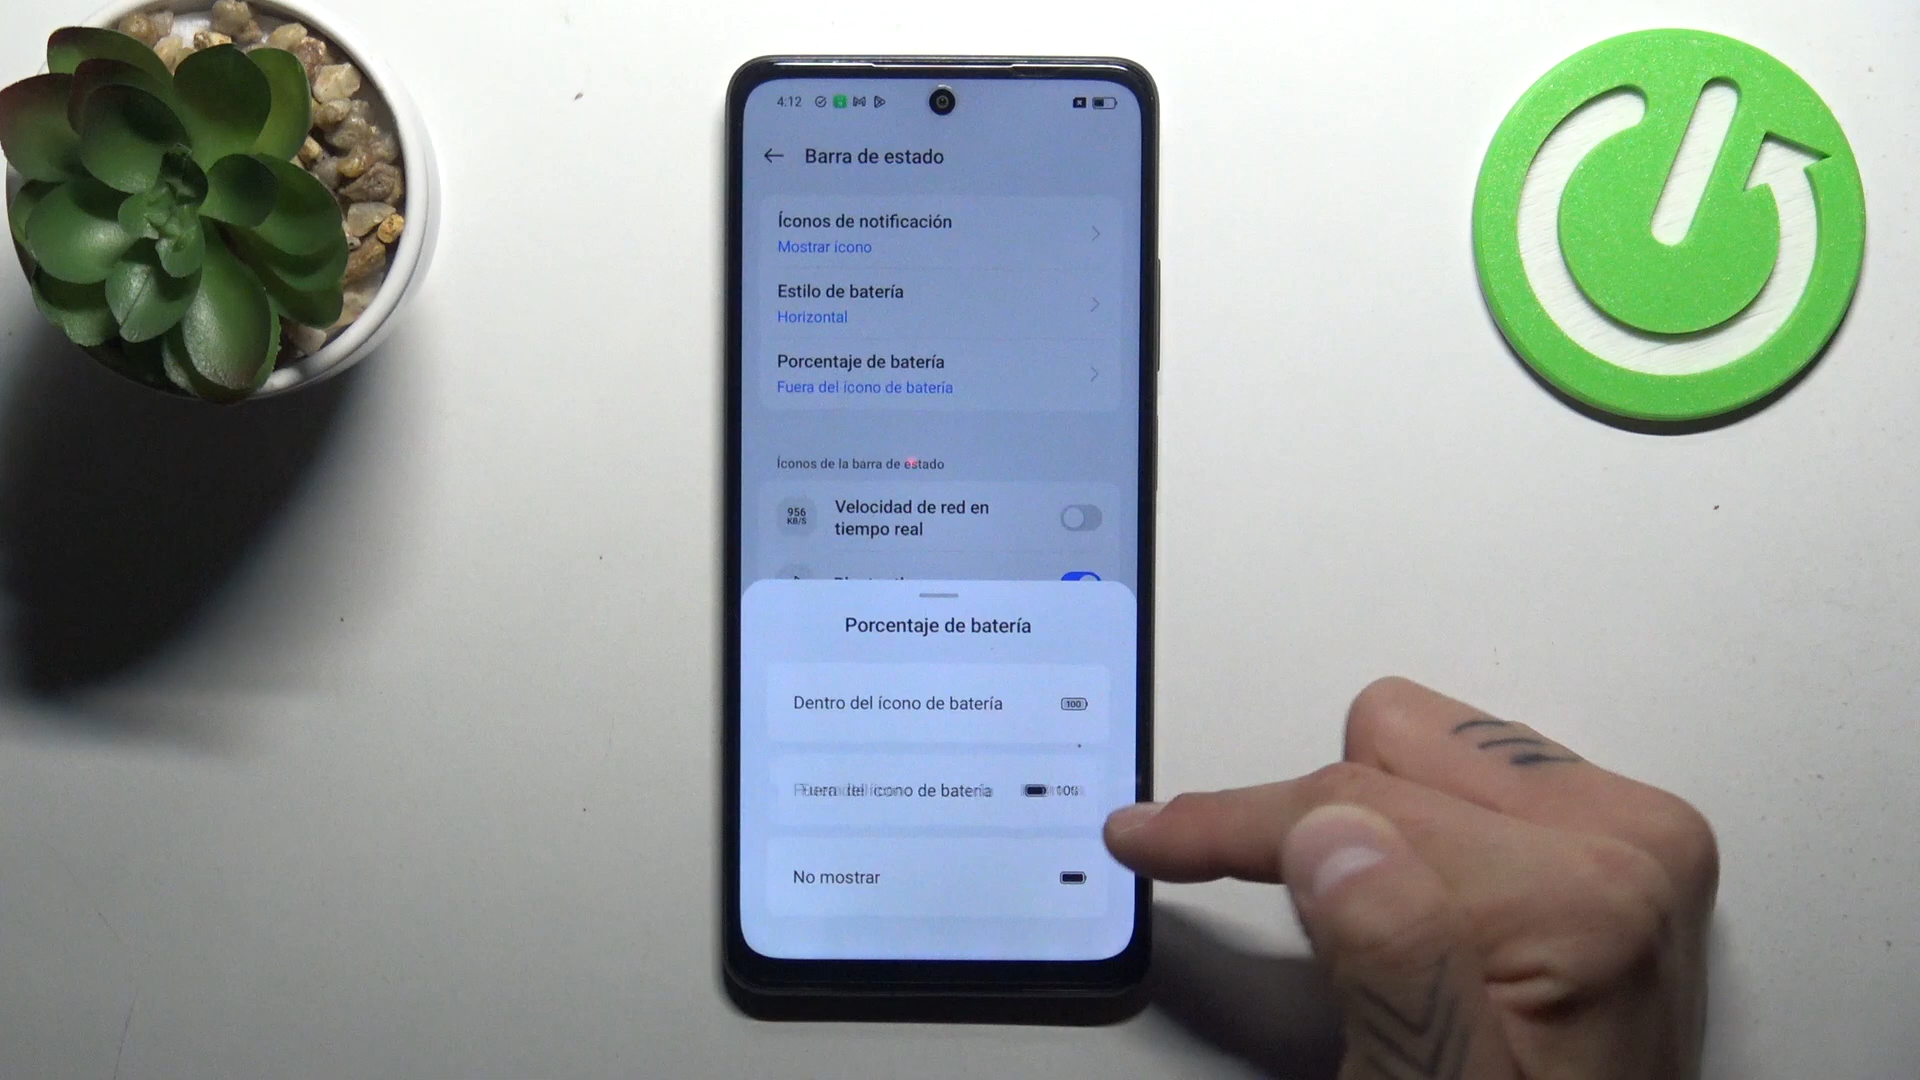 4:12
Barra de estado
Íconos de notificación
Mostrar ícono
Estilo de batería
Horizontal
Porcentaje de batería
Fuera del ícono de batería
Íconos de la barra de estado
956
KB/S
Velocidad de red en
tiempo real
Porcentaje de batería
Dentro del ícono de batería
100
Fuera del ícono de batería
No mostrar